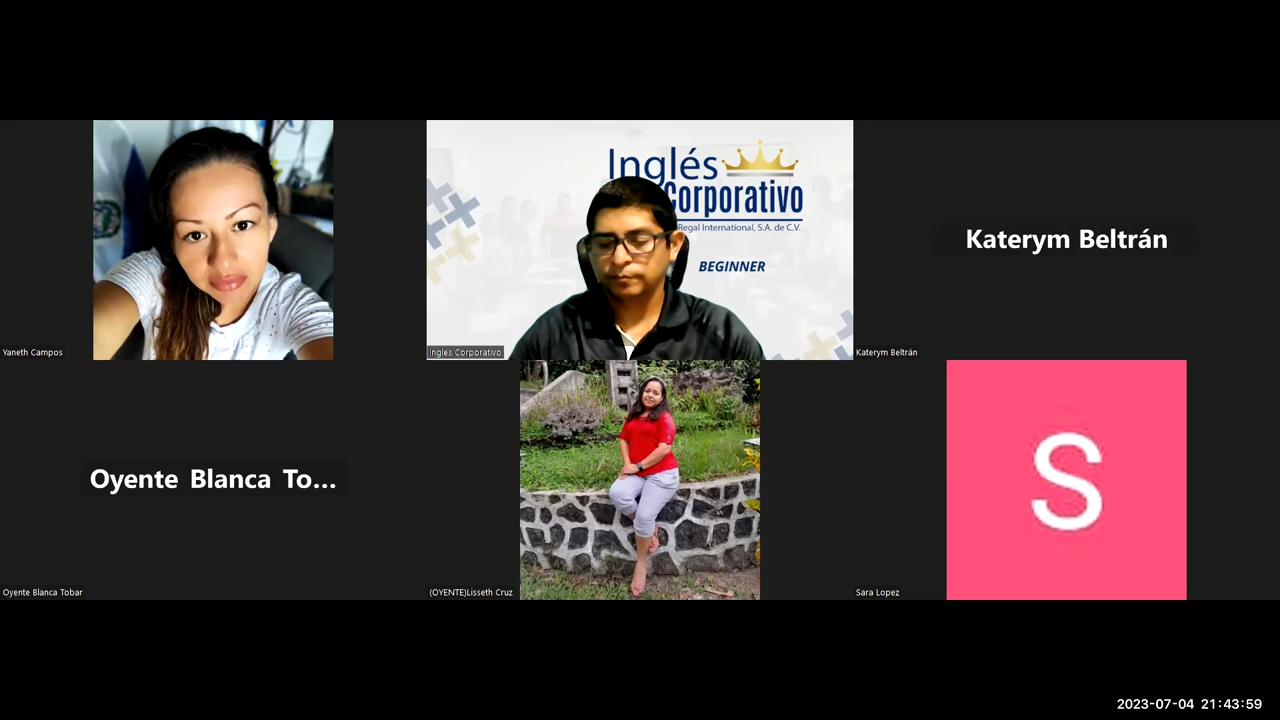 Inglés
Corporativo
Regal International, S.A. de C.V.
BEGINNER
Katerym Beltrán
Yaneth Campos
Inglés Corporativo
Katerym Beltrán
Oyente Blanca To...
S
Oyente Blanca Tobar
(OYENTE)Lisseth Cruz
Sara Lopez
2023-07-04 21:43:59